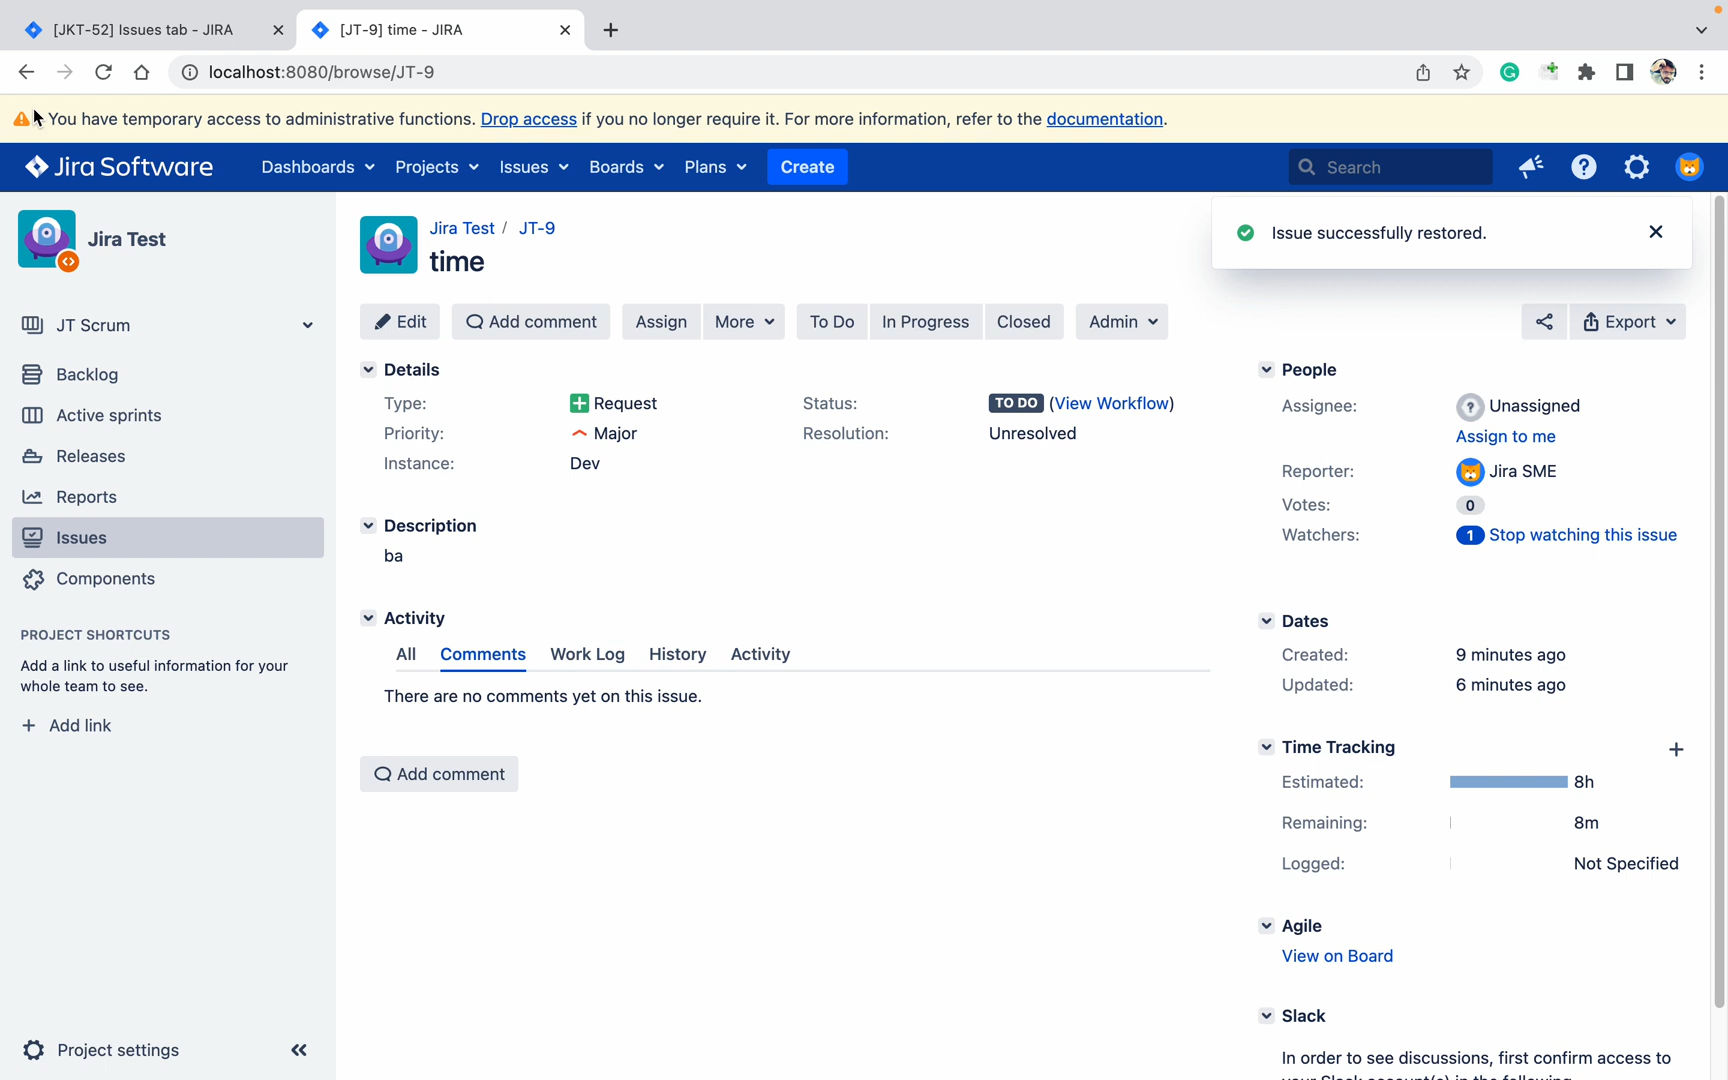 [JKT-52] Issues tab - JIRA
[JT-9] time - JIRA
localhost:8080/browse/JT-9
You have temporary access to administrative functions. Drop access if you no longer require it. For more information, refer to the documentation.
Jira Software Dashboards Projects Issues Boards Plans Create Search
Jira Test
JT Scrum
Backlog
Active sprints
Releases
Reports
Issues
Components
PROJECT SHORTCUTS
Add a link to useful information for your
whole team to see.
+ Add link
Project settings
Jira Test / JT-9
time
Issue successfully restored.
Edit Add comment Assign More To Do In Progress Closed Admin Export
Details
Type: Request
Priority: Major
Instance: Dev
Status: TO DO (View Workflow)
Resolution: Unresolved
Description
ba
Activity
All Comments Work Log History Activity
There are no comments yet on this issue.
Add comment
People
Assignee: Unassigned
Assign to me
Reporter: Jira SME
Votes: 0
Watchers: 1 Stop watching this issue
Dates
Created: 9 minutes ago
Updated: 6 minutes ago
Time Tracking
Estimated: 8h
Remaining: 8m
Logged: Not Specified
Agile
View on Board
Slack
In order to see discussions, first confirm access to